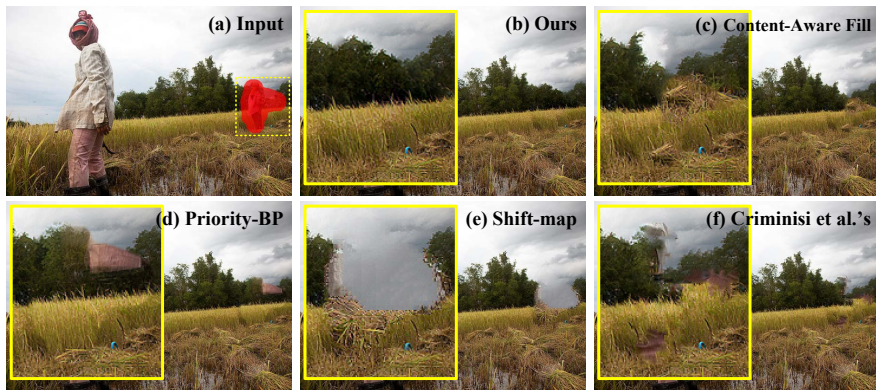 (a) Input
(b) Ours
(c) Content-Aware Fill
(d) Priority-BP
(e) Shift-map
(f) Criminisi et al.'s